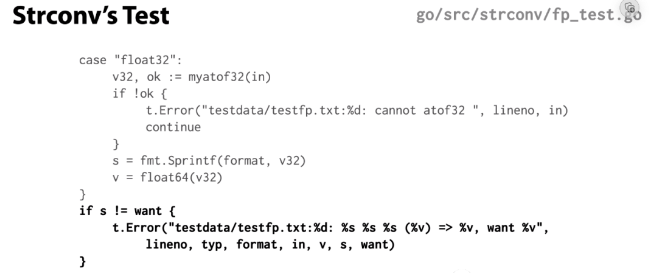 Strconv's Test
go/src/strconv/fp_test.go
case "float32":
v32, ok := myatof32(in)
if !ok {
t.Error("testdata/testfp.txt:%d: cannot atof32 ", lineno, in)
continue
}
s = fmt.Sprintf(format, v32)
v = float64(v32)
}
if s != want {
t.Error("testdata/testfp.txt:%d: %s %s %s (%v) => %v, want %v",
lineno, typ, format, in, v, s, want)
}